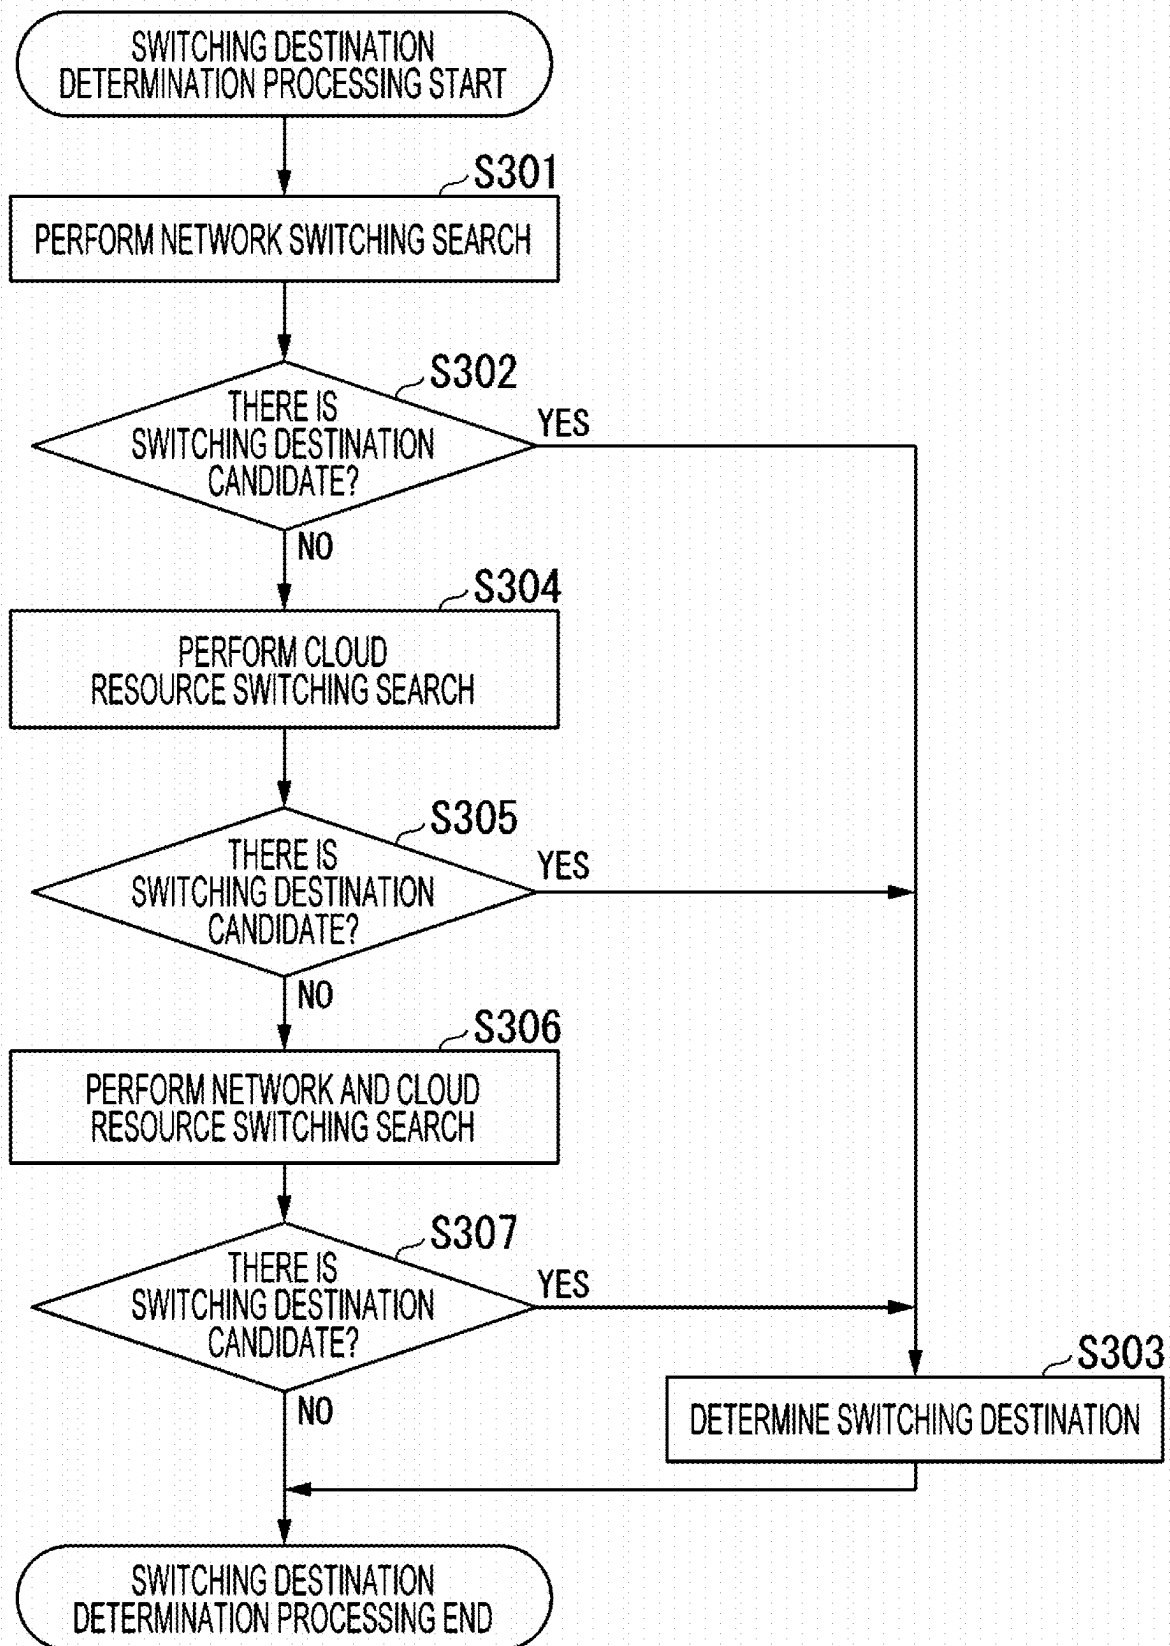 SWITCHING DESTINATION
DETERMINATION PROCESSING START
S301
PERFORM NETWORK SWITCHING SEARCH
S302
THERE IS
SWITCHING DESTINATION
CANDIDATE?
YES
NO
S304
PERFORM CLOUD
RESOURCE SWITCHING SEARCH
S305
THERE IS
SWITCHING DESTINATION
CANDIDATE?
YES
NO
S306
PERFORM NETWORK AND CLOUD
RESOURCE SWITCHING SEARCH
S307
THERE IS
SWITCHING DESTINATION
CANDIDATE?
YES
NO
S303
DETERMINE SWITCHING DESTINATION
SWITCHING DESTINATION
DETERMINATION PROCESSING END